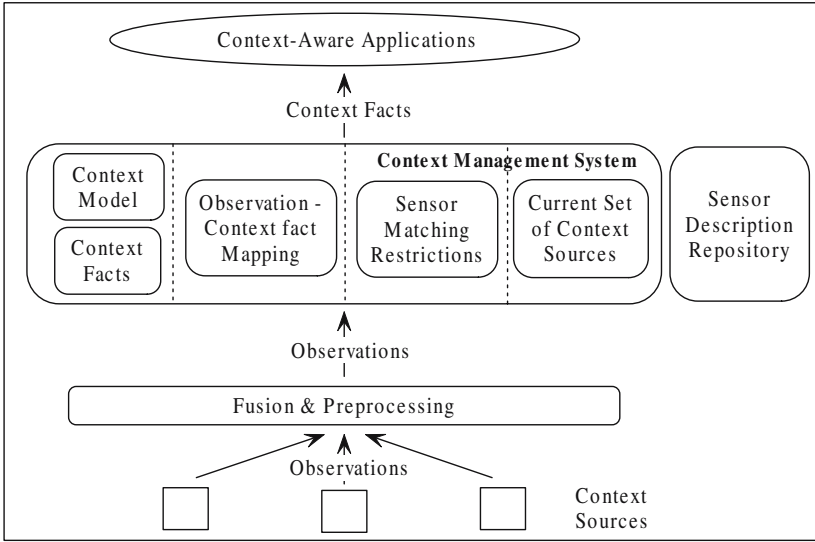 Context-Aware Applications
Context Facts
Context Management System
Context
Model
Context
Facts
Observation -
Context fact
Mapping
Sensor
Matching
Restrictions
Current Set
of Context
Sources
Sensor
Description
Repository
Observations
Fusion & Preprocessing
Observations
Context
Sources